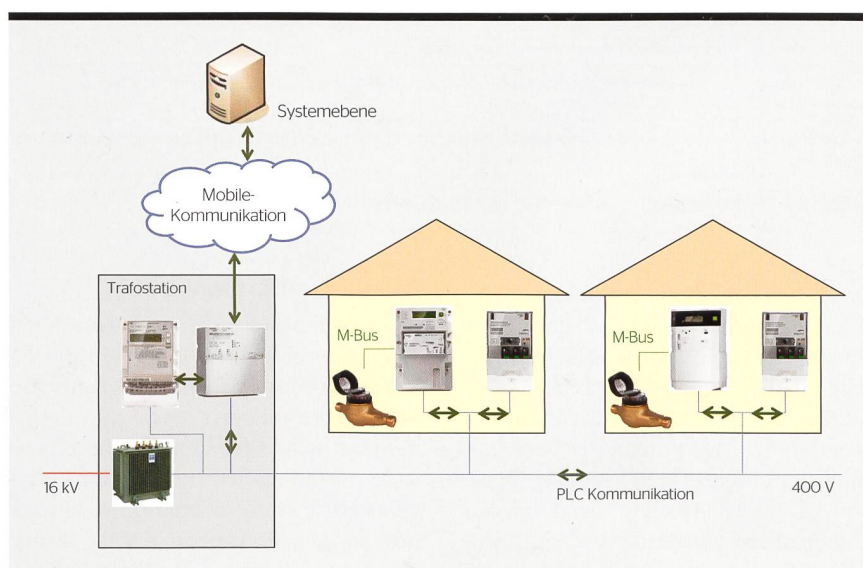 Systemebene
Mobile-
Kommunikation
Trafostation
M-Bus
M-Bus
16 kV
PLC Kommunikation
400 V